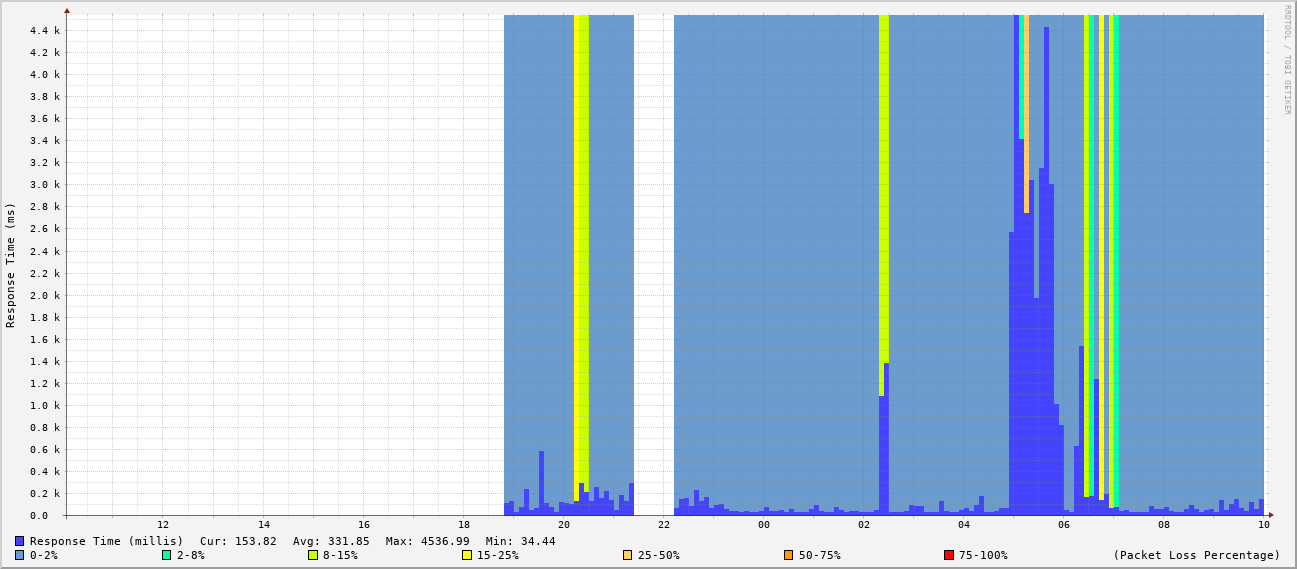 RRDTOOL / TOBI OETIKER
Response Time (ms)
4.4 k
4.2 k
4.0 k
3.8 k
3.6 k
3.4 k
3.2 k
3.0 k
2.8 k
2.6 k
2.4 k
2.2 k
2.0 k
1.8 k
1.6 k
1.4 k
1.2 k
1.0 k
0.8 k
0.6 k
0.4 k
0.2 k
0.0
12 14 16 18 20 22 00 02 04 06 08 10
Response Time (millis) Cur: 153.82 Avg: 331.85 Max: 4536.99 Min: 34.44
0-2% 2-8% 8-15% 15-25% 25-50% 50-75% 75-100% (Packet Loss Percentage)